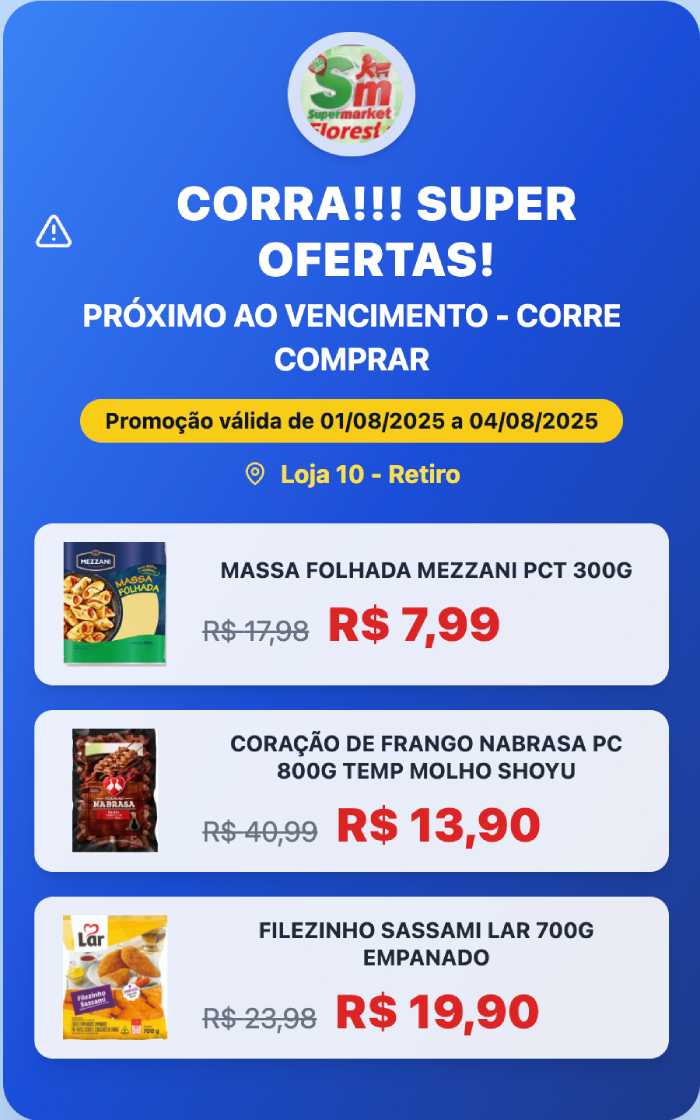 Sm
Supermarket
Florest
CORRA!!! SUPER
OFERTAS!
PRÓXIMO AO VENCIMENTO - CORRE
COMPRAR
Promoção válida de 01/08/2025 a 04/08/2025
Loja 10 - Retiro
MEZZANI
MASSA
FOLHADA
MASSA FOLHADA MEZZANI PCT 300G
R$ 17,98 R$ 7,99
NABRASA
CORAÇÃO DE FRANGO NABRASA PC
800G TEMP MOLHO SHOYU
R$ 40,99 R$ 13,90
Lar
Filezinho
Sassami
700 g
FILEZINHO SASSAMI LAR 700G
EMPANADO
R$ 23,98 R$ 19,90